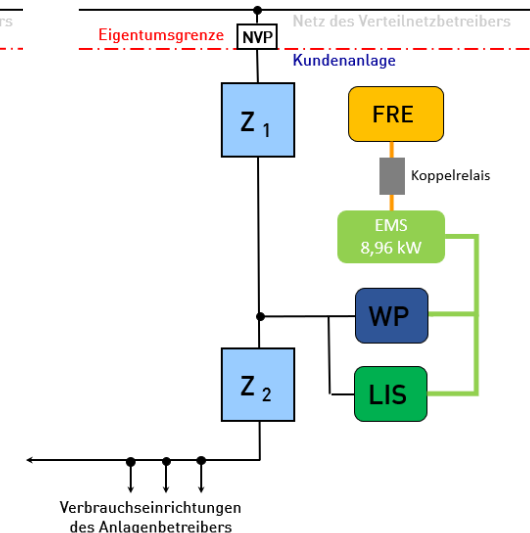 ers
Netz des Verteilnetzbetreibers
Eigentumsgrenze
NVP
Kundenanlage
Z 1
FRE
Koppelrelais
EMS
8,96 kW
WP
Z 2
LIS
Verbrauchseinrichtungen
des Anlagenbetreibers